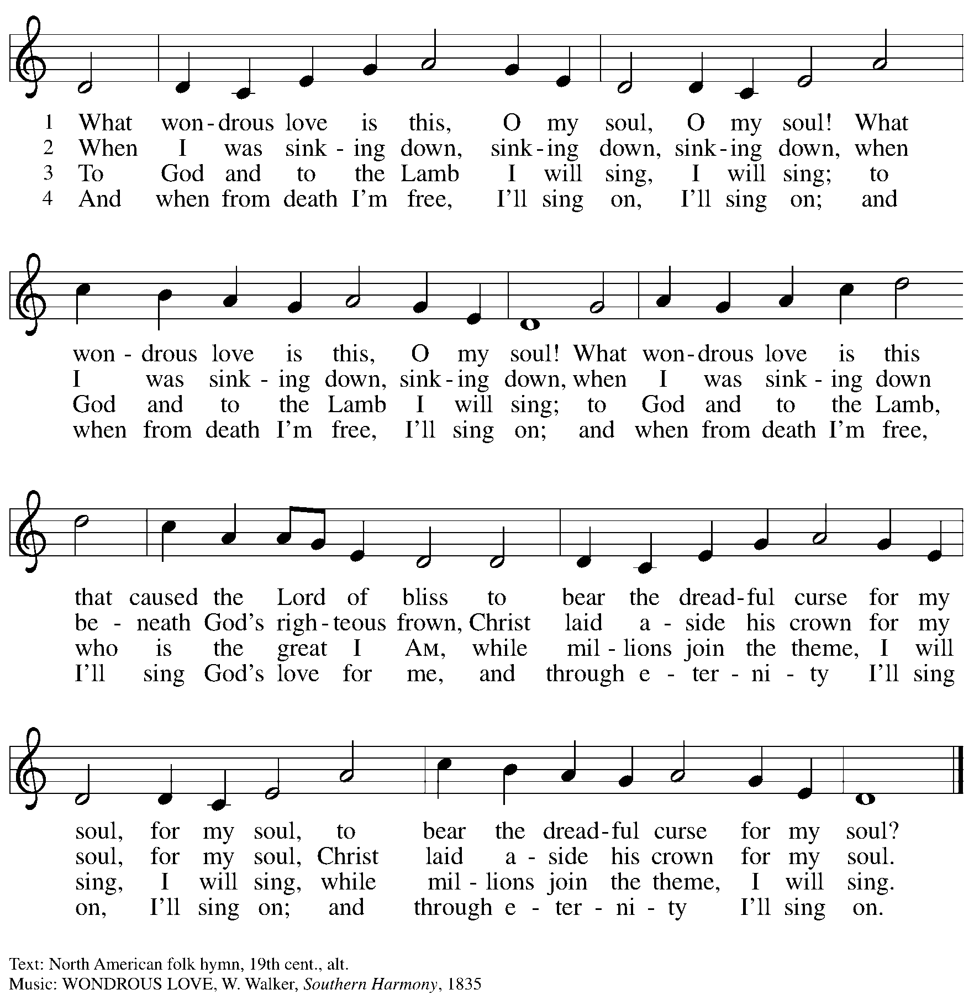 1 What won - drous love is this, O my soul, O my soul! What
2 When I was sink - ing down, sink - ing down, sink - ing down, when
3 To God and to the Lamb I will sing, I will sing; to
4 And when from death I'm free, I'll sing on, I'll sing on; and
won - drous love is this, O my soul! What won - drous love is this
I was sink - ing down, sink - ing down, when I was sink - ing down
God and to the Lamb I will sing; to God and to the Lamb,
when from death I'm free, I'll sing on; and when from death I'm free,
that caused the Lord of bliss to bear the dread - ful curse for my
be - neath God's righ - teous frown, Christ laid a - side his crown for my
who is the great I AM, while mil - lions join the theme, I will
I'll sing God's love for me, and through e - ter - ni - ty I'll sing
soul, for my soul, to bear the dread - ful curse for my soul?
soul, for my soul, Christ laid a - side his crown for my soul.
sing, I will sing, while mil - lions join the theme, I will sing.
on, I'll sing on; and through e - ter - ni - ty I'll sing on.
Text: North American folk hymn, 19th cent., alt.
Music: WONDROUS LOVE, W. Walker, Southern Harmony, 1835